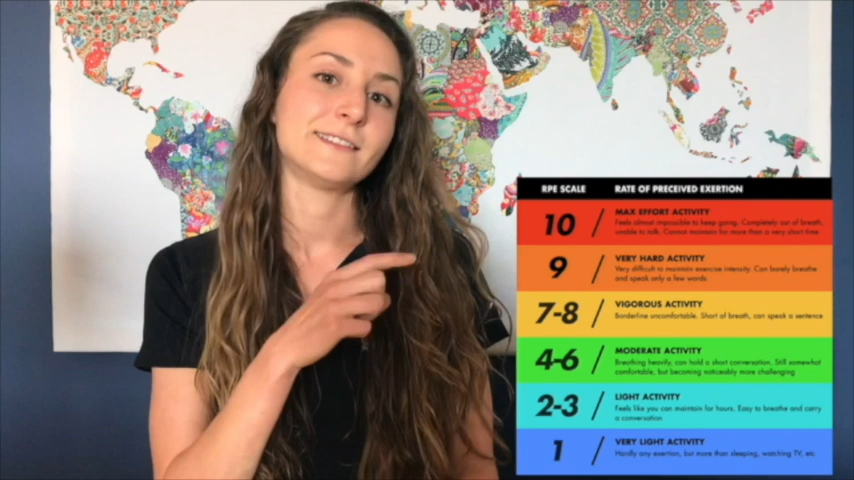 RPE SCALE RATE OF PERCEIVED EXERTION
10 / MAX EFFORT ACTIVITY
Feels almost impossible to keep going. Completely out of breath,
unable to talk. Cannot maintain for more than a very short time
9 / VERY HARD ACTIVITY
Very difficult to maintain exercise intensity. Can barely breathe
and speak only a few words
7-8 / VIGOROUS ACTIVITY
Borderline uncomfortable. Short of breath, can speak a sentence
4-6 / MODERATE ACTIVITY
Breathing heavily, can hold a short conversation. Still somewhat
comfortable, but becoming noticeably more challenging
2-3 / LIGHT ACTIVITY
Feels like you can maintain for hours. Easy to breathe and carry
a conversation
1 / VERY LIGHT ACTIVITY
Hardly any exertion, but more than sleeping, watching TV, etc